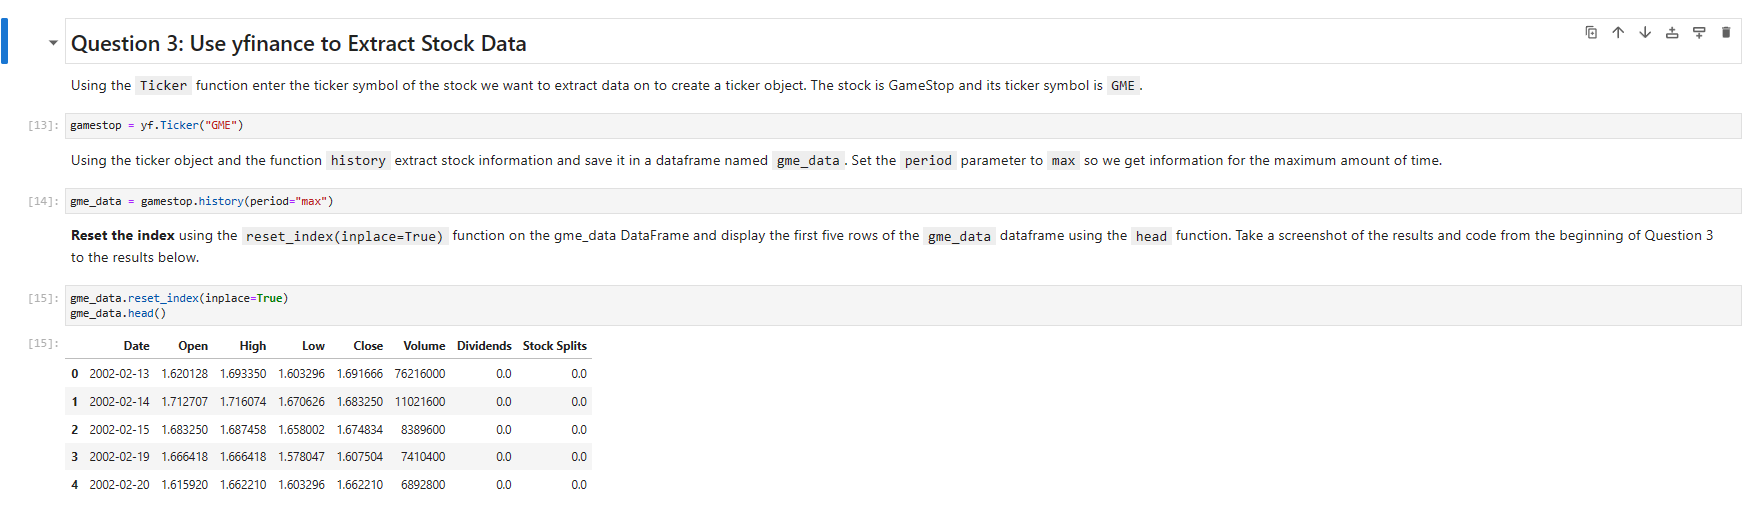 Question 3: Use yfinance to Extract Stock Data
Using the Ticker function enter the ticker symbol of the stock we want to extract data on to create a ticker object. The stock is GameStop and its ticker symbol is GME.
[13]: gamestop = yf.Ticker("GME")
Using the ticker object and the function history extract stock information and save it in a dataframe named gme_data. Set the period parameter to max so we get information for the maximum amount of time.
[14]: gme_data = gamestop.history(period="max")
Reset the index using the reset_index(inplace=True) function on the gme_data DataFrame and display the first five rows of the gme_data dataframe using the head function. Take a screenshot of the results and code from the beginning of Question 3
to the results below.
[15]: gme_data.reset_index(inplace=True)
gme_data.head()
[15]: Date Open High Low Close Volume Dividends Stock Splits
0 2002-02-13 1.620128 1.693350 1.603296 1.691666 76216000 0.0 0.0
1 2002-02-14 1.712707 1.716074 1.670626 1.683250 11021600 0.0 0.0
2 2002-02-15 1.683250 1.687458 1.658002 1.674834 8389600 0.0 0.0
3 2002-02-19 1.666418 1.666418 1.578047 1.607504 7410400 0.0 0.0
4 2002-02-20 1.615920 1.662210 1.603296 1.662210 6892800 0.0 0.0